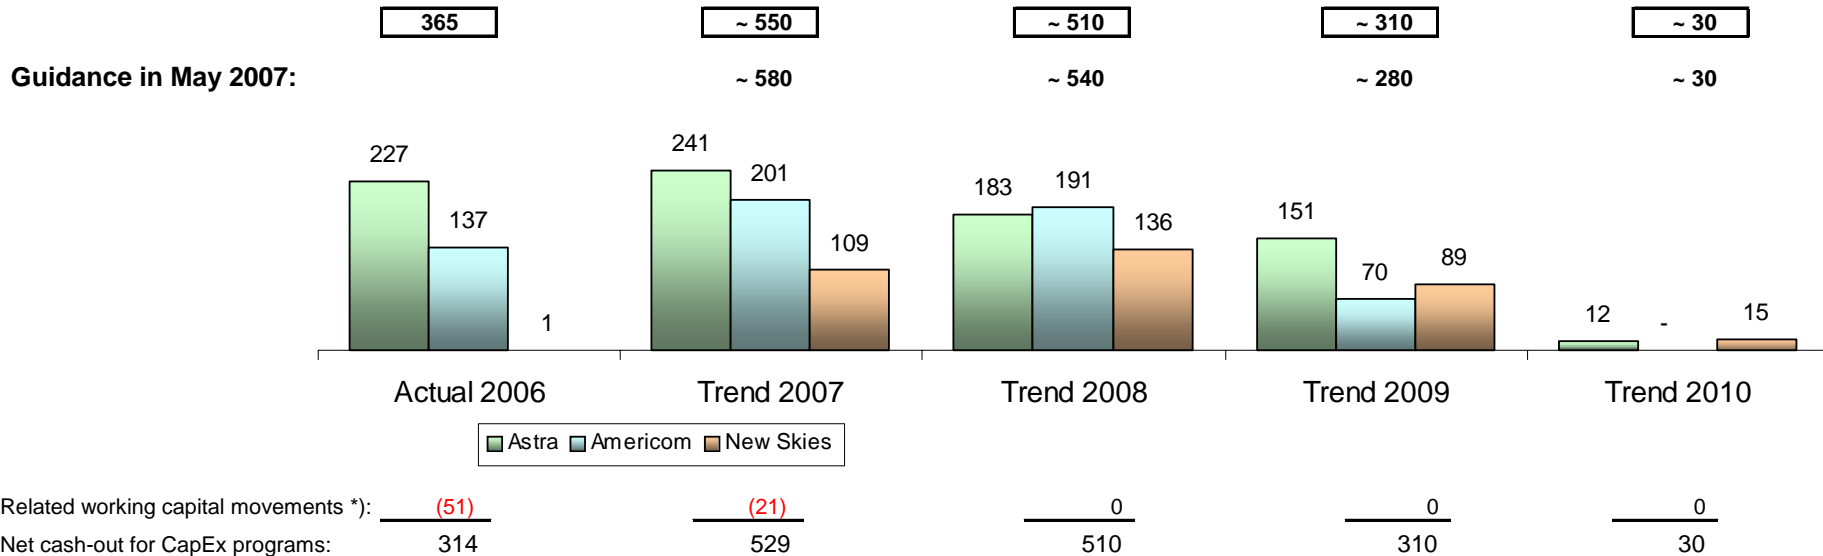 365 ~ 550 ~ 510 ~ 310 ~ 30
Guidance in May 2007: ~ 580 ~ 540 ~ 280 ~ 30
227 137 1 241 201 109 183 191 136 151 70 89 12 - 15
Actual 2006 Trend 2007 Trend 2008 Trend 2009 Trend 2010
Astra Americom New Skies
Related working capital movements *): (51) (21) 0 0 0
Net cash-out for CapEx programs: 314 529 510 310 30